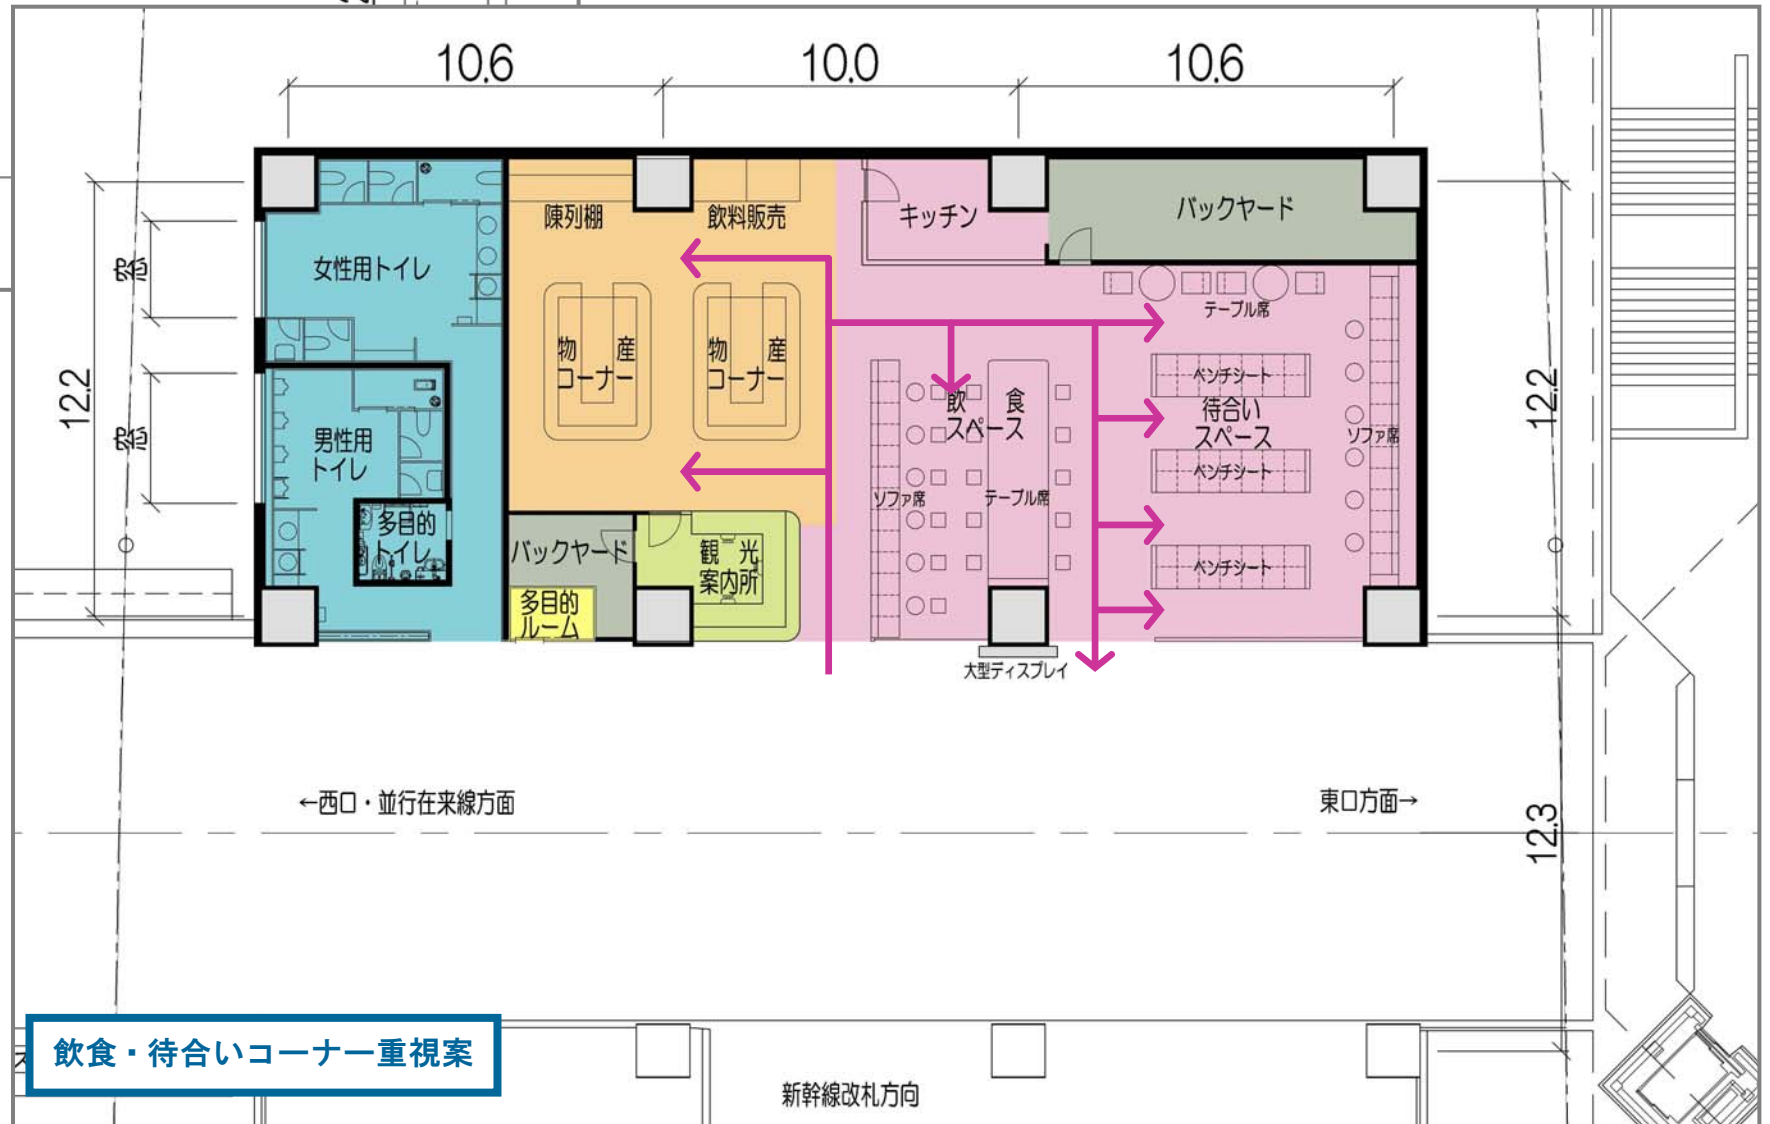 10.6
10.0
10.6
陳列棚
飲料販売
キッチン
バックヤード
女性用トイレ
窓
窓
12.2
12.2
物産
コーナー
物産
コーナー
テーブル席
ベンチシート
待合い
スペース
ベンチシート
ベンチシート
ソファ席
飲食
スペース
ソファ席
テーブル席
男性用
トイレ
多目的
トイレ
バックヤード
観光
案内所
多目的
ルーム
大型ディスプレイ
←西口・並行在来線方面
東口方面→
12.3
飲食・待合いコーナー重視案
新幹線改札方向